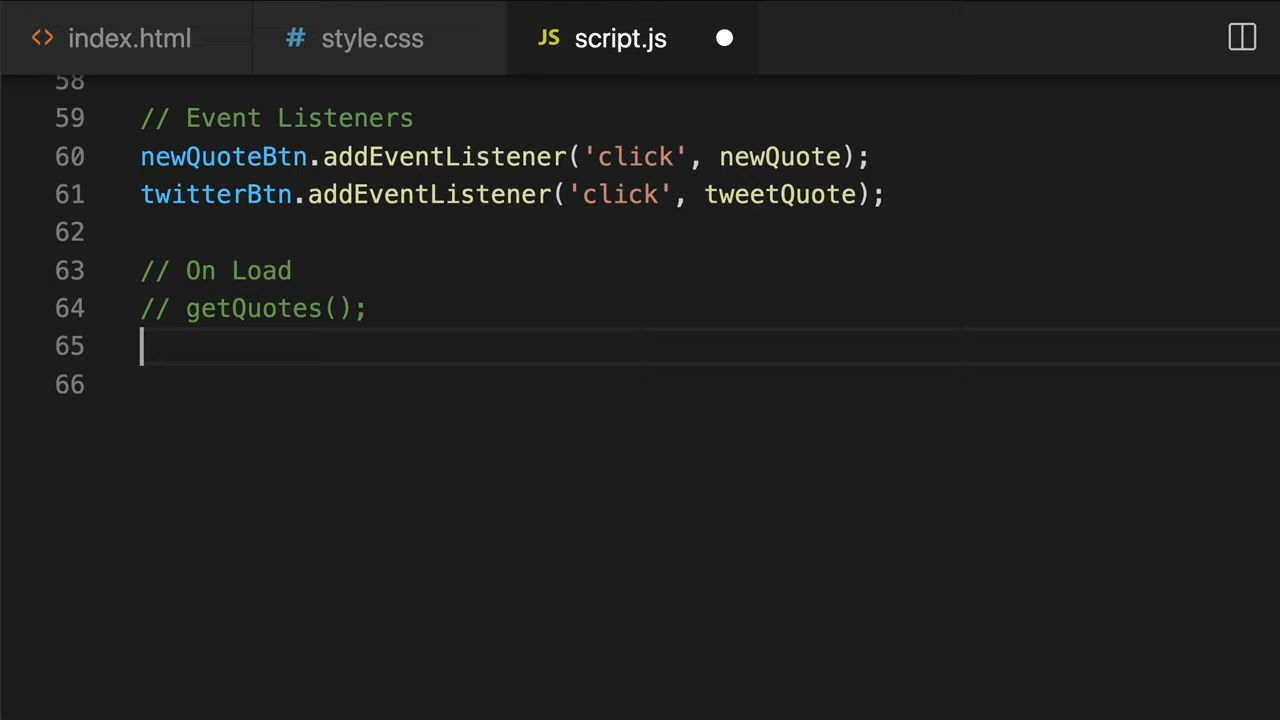 <> index.html # style.css JS script.js
58
59 // Event Listeners
60 newQuoteBtn.addEventListener('click', newQuote);
61 twitterBtn.addEventListener('click', tweetQuote);
62
63 // On Load
64 // getQuotes();
65
66